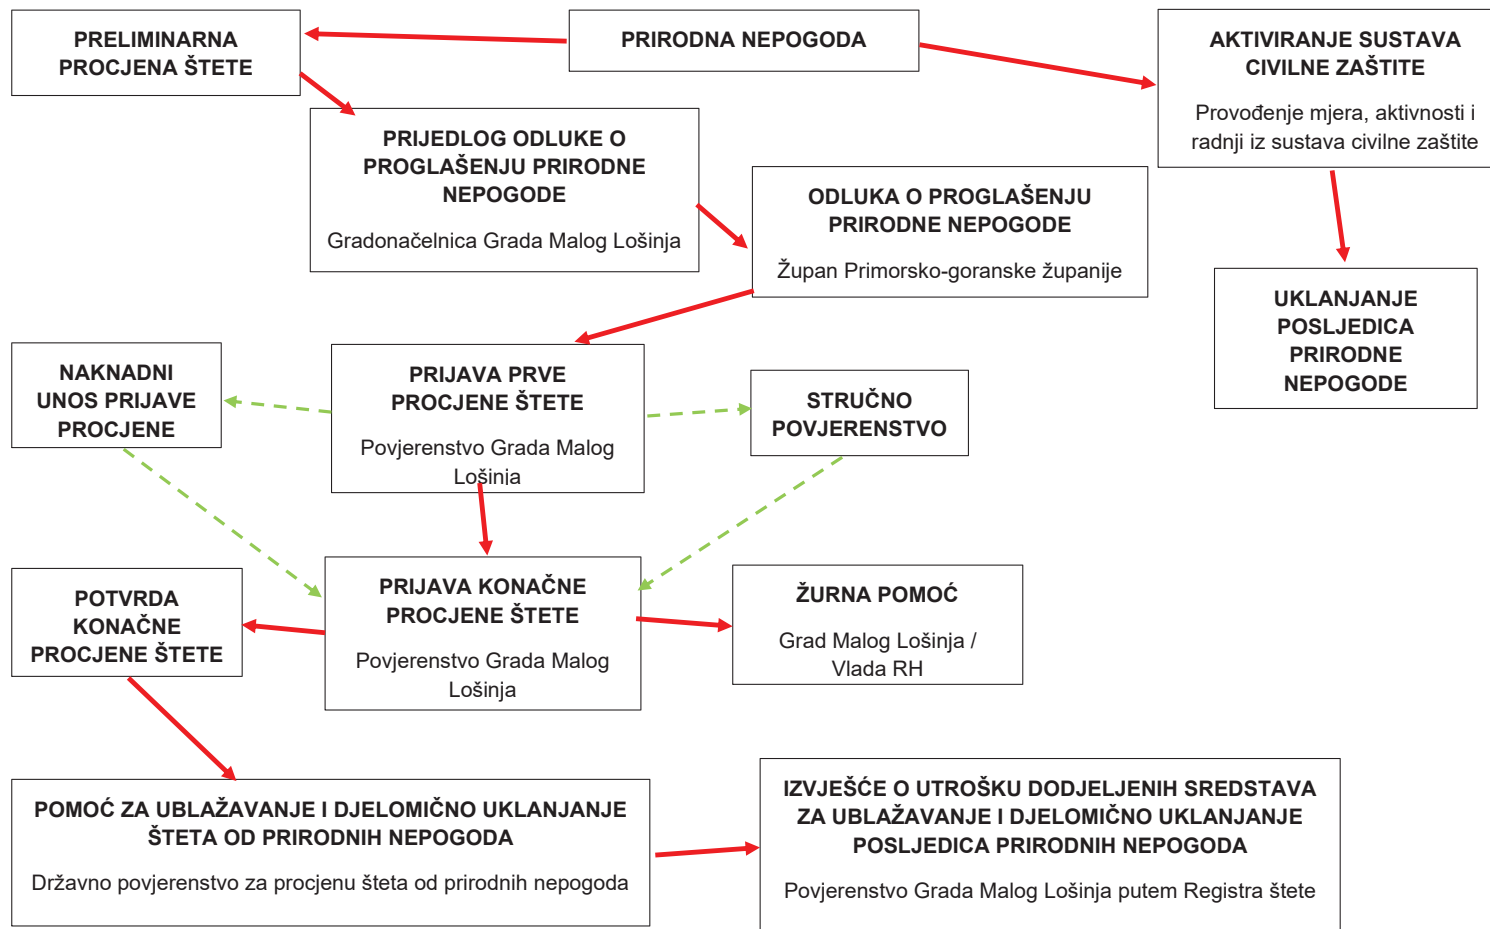 PRELIMINARNA
PROCJENA ŠTETE
PRIRODNA NEPOGODA
AKTIVIRANJE SUSTAVA
CIVILNE ZAŠTITE
Provođenje mjera, aktivnosti i
radnji iz sustava civilne zaštite
PRIJEDLOG ODLUKE O
PROGLAŠENJU PRIRODNE
NEPOGODE
Gradonačelnica Grada Malog Lošinja
ODLUKA O PROGLAŠENJU
PRIRODNE NEPOGODE
Župan Primorsko-goranske županije
UKLANJANJE
POSLJEDICA
PRIRODNE
NEPOGODE
NAKNADNI
UNOS PRIJAVE
PROCJENE
PRIJAVA PRVE
PROCJENE ŠTETE
Povjerenstvo Grada Malog
Lošinja
STRUČNO
POVJERENSTVO
POTVRDA
KONAČNE
PROCJENE ŠTETE
PRIJAVA KONAČNE
PROCJENE ŠTETE
Povjerenstvo Grada Malog
Lošinja
ŽURNA POMOĆ
Grad Malog Lošinja /
Vlada RH
POMOĆ ZA UBLAŽAVANJE I DJELOMIČNO UKLANJANJE
ŠTETA OD PRIRODNIH NEPOGODA
Državno povjerenstvo za procjenu šteta od prirodnih nepogoda
IZVJEŠĆE O UTROŠKU DODJELJENIH SREDSTAVA
ZA UBLAŽAVANJE I DJELOMIČNO UKLANJANJE
POSLJEDICA PRIRODNIH NEPOGODA
Povjerenstvo Grada Malog Lošinja putem Registra štete